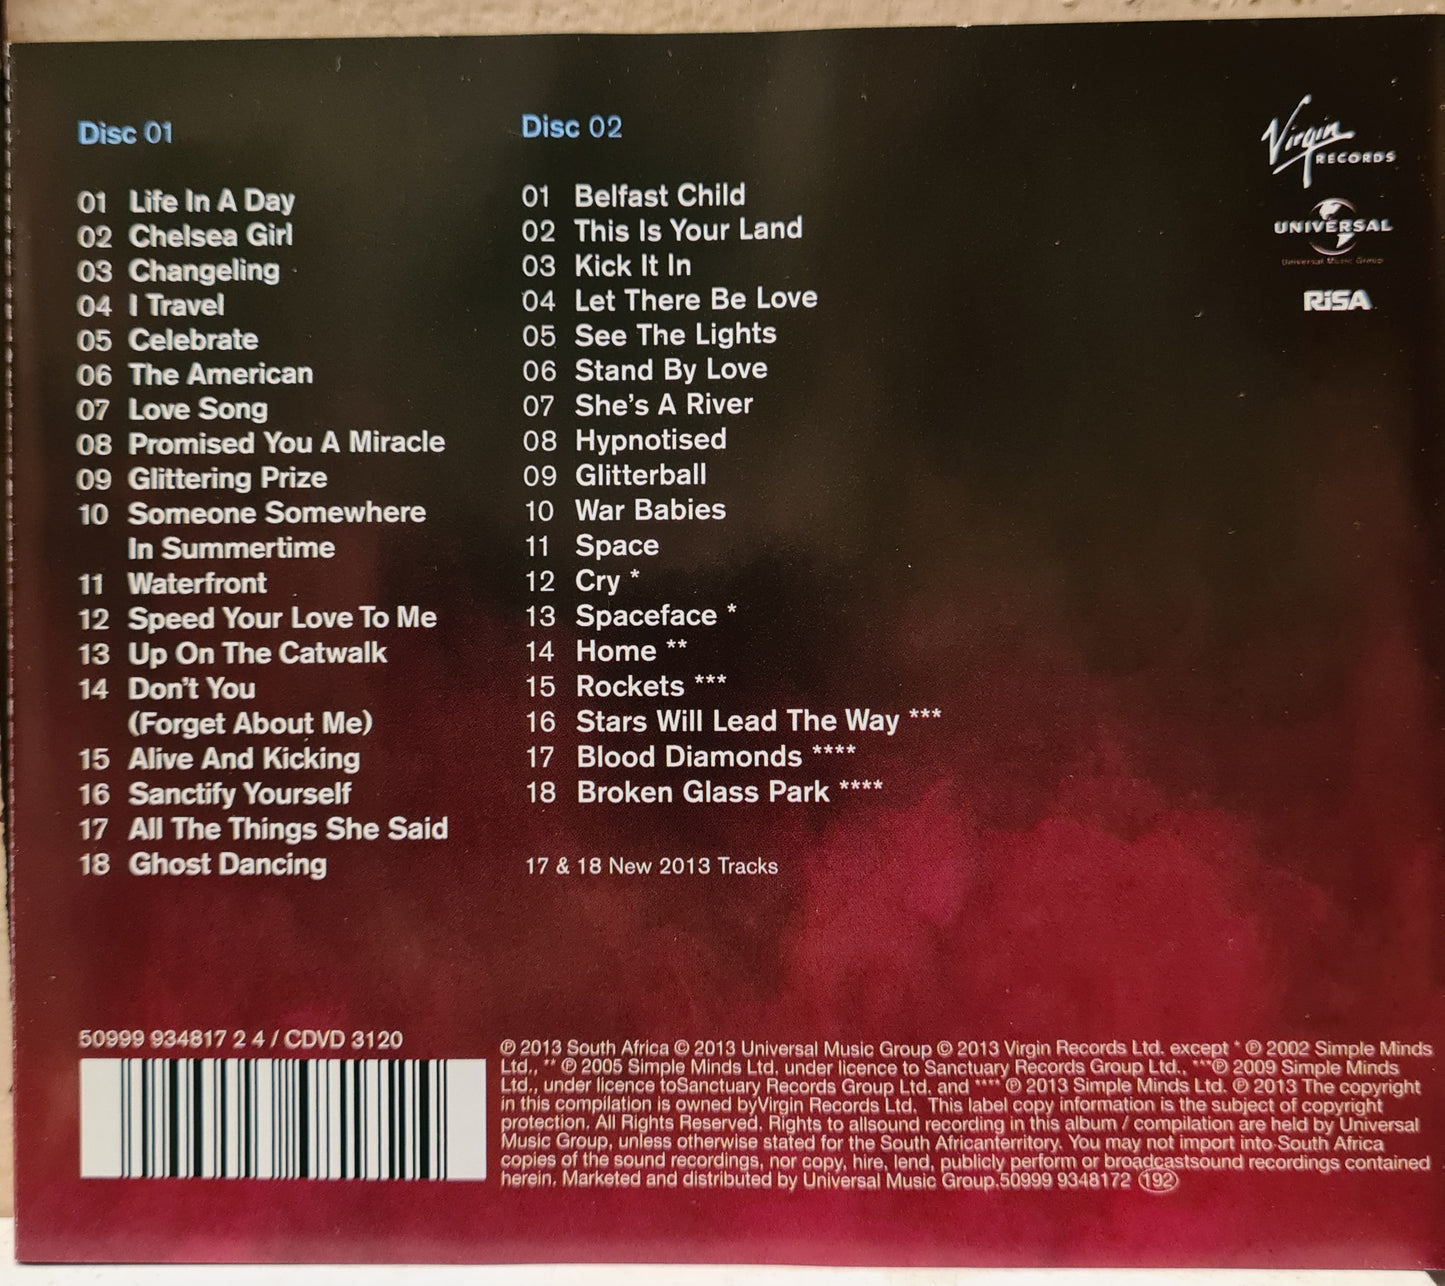 Disc 01
01 Life In A Day
02 Chelsea Girl
03 Changeling
04 I Travel
05 Celebrate
06 The American
07 Love Song
08 Promised You A Miracle
09 Glittering Prize
10 Someone Somewhere
In Summertime
11 Waterfront
12 Speed Your Love To Me
13 Up On The Catwalk
14 Don't You
(Forget About Me)
15 Alive And Kicking
16 Sanctify Yourself
17 All The Things She Said
18 Ghost Dancing
Disc 02
01 Belfast Child
02 This Is Your Land
03 Kick It In
04 Let There Be Love
05 See The Lights
06 Stand By Love
07 She's A River
08 Hypnotised
09 Glitterball
10 War Babies
11 Space
12 Cry *
13 Spaceface *
14 Home **
15 Rockets ***
16 Stars Will Lead The Way ***
17 Blood Diamonds ****
18 Broken Glass Park ****
17 & 18 New 2013 Tracks
Virgin
RECORDS
UNIVERSAL
Universal Music Group
RiSA
50999 934817 2 4 / CDVD 3120
℗ 2013 South Africa © 2013 Universal Music Group © 2013 Virgin Records Ltd. except * ℗ 2002 Simple Minds
Ltd., ** ℗ 2005 Simple Minds Ltd. under licence to Sanctuary Records Group Ltd., ***℗ 2009 Simple Minds
Ltd., under licence toSanctuary Records Group Ltd. and **** ℗ 2013 Simple Minds Ltd. ℗ 2013 The copyright
in this compilation is owned byVirgin Records Ltd. This label copy information is the subject of copyright
protection. All Rights Reserved. Rights to allsound recording in this album / compilation are held by Universal
Music Group, unless otherwise stated for the South Africanterritory. You may not import into South Africa
copies of the sound recordings, nor copy, hire, lend, publicly perform or broadcastsound recordings contained
herein. Marketed and distributed by Universal Music Group.50999 9348172 192